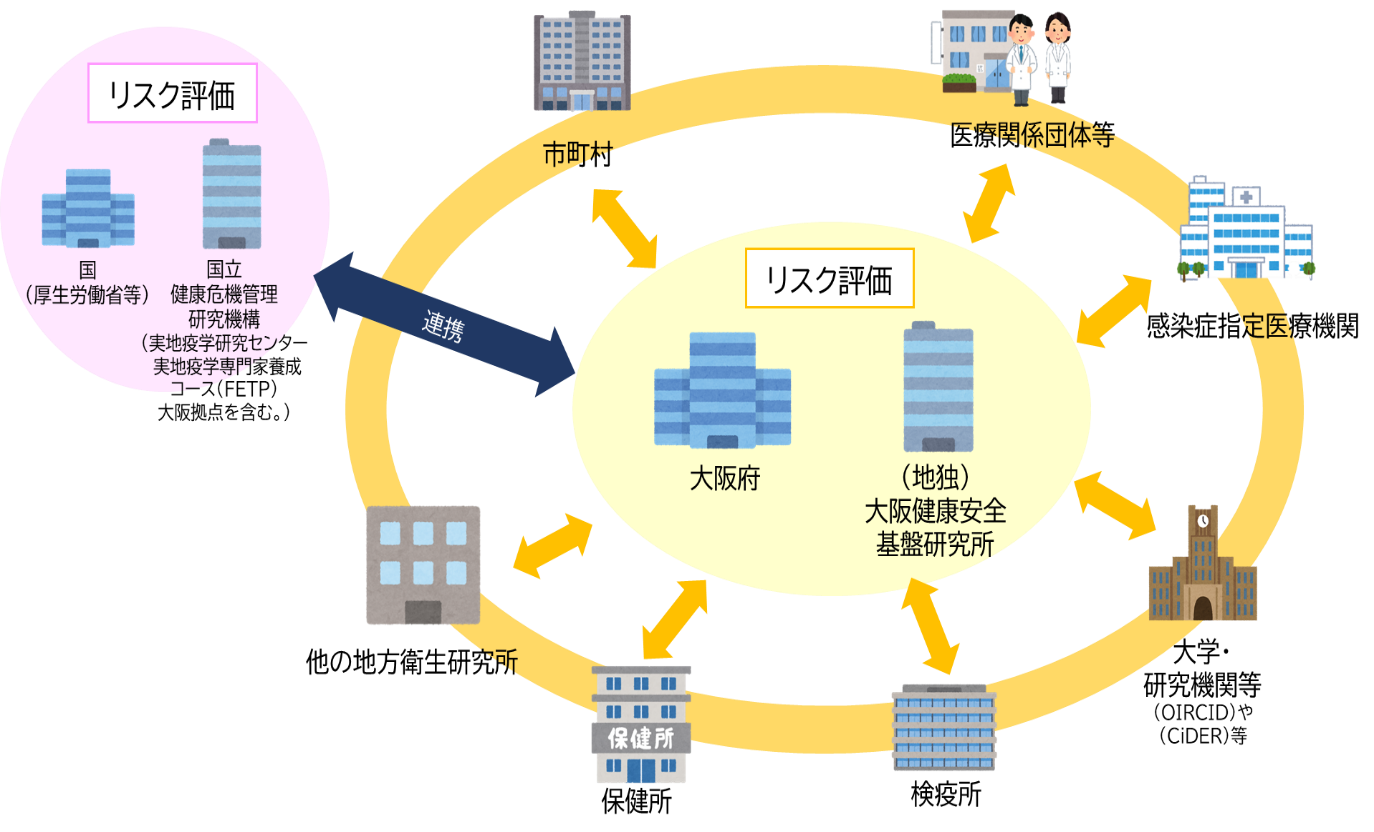 リスク評価
国
（厚生労働省等）
国立
健康危機管理
研究機構
（実地疫学研究センター
実地疫学専門家養成
コース（FETP）
大阪拠点を含む。）
連携
市町村
医療関係団体等
感染症指定医療機関
リスク評価
大阪府
（地独）
大阪健康安全
基盤研究所
他の地方衛生研究所
保健所
保健所
検疫所
大学・
研究機関等
（OIRCID）や
（CiDER）等